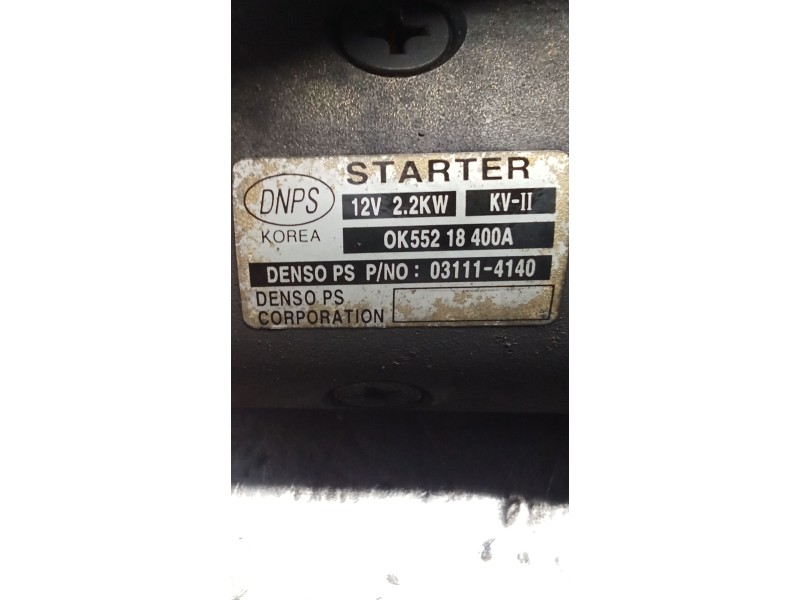 STARTER
DNPS
12V 2.2KW KV-II
KOREA
OK552 18 400A
DENSO PS P/NO : 03111-4140
DENSO PS
CORPORATION